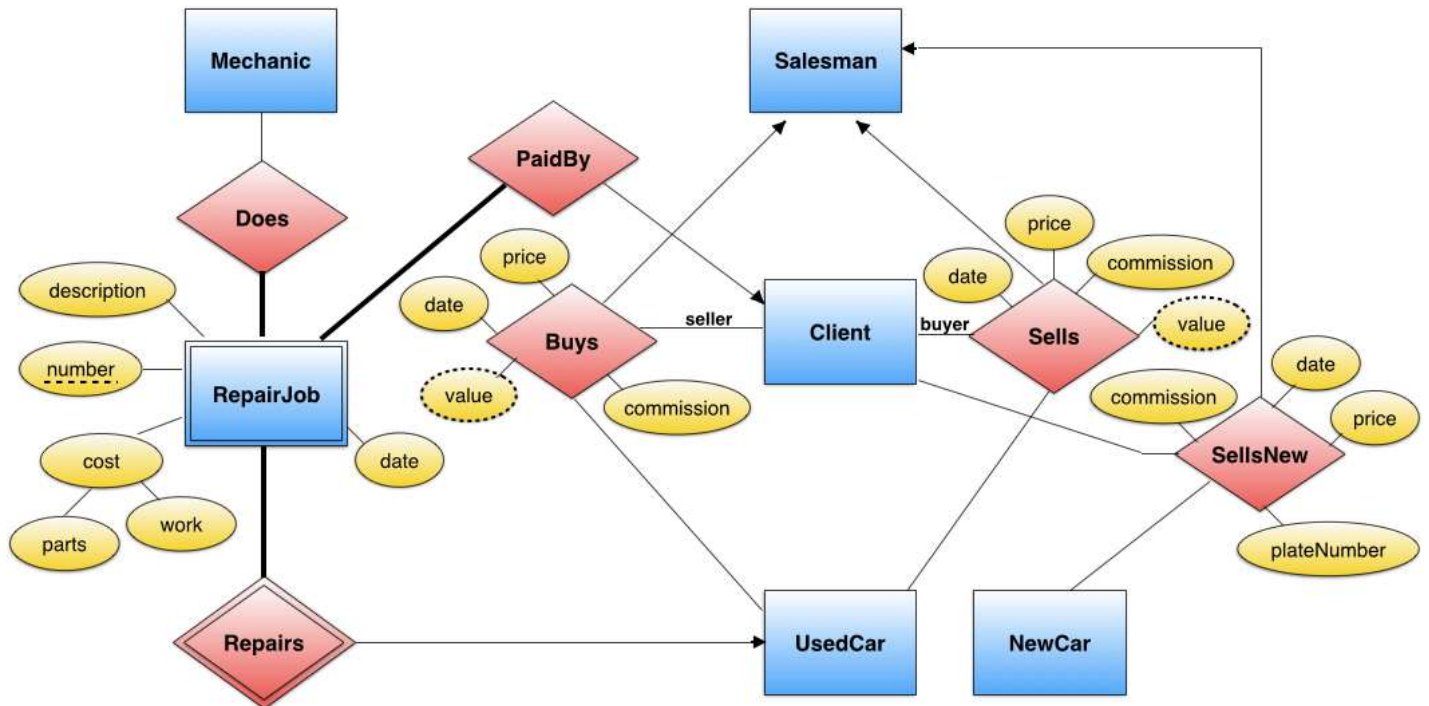 Mechanic
Salesman
PaidBy
Does
price
price
commission
description
date
date
seller
Client
buyer
Sells
value
Buys
number
RepairJob
value
commission
commission
date
price
cost
date
SellsNew
parts
work
plateNumber
Repairs
UsedCar
NewCar